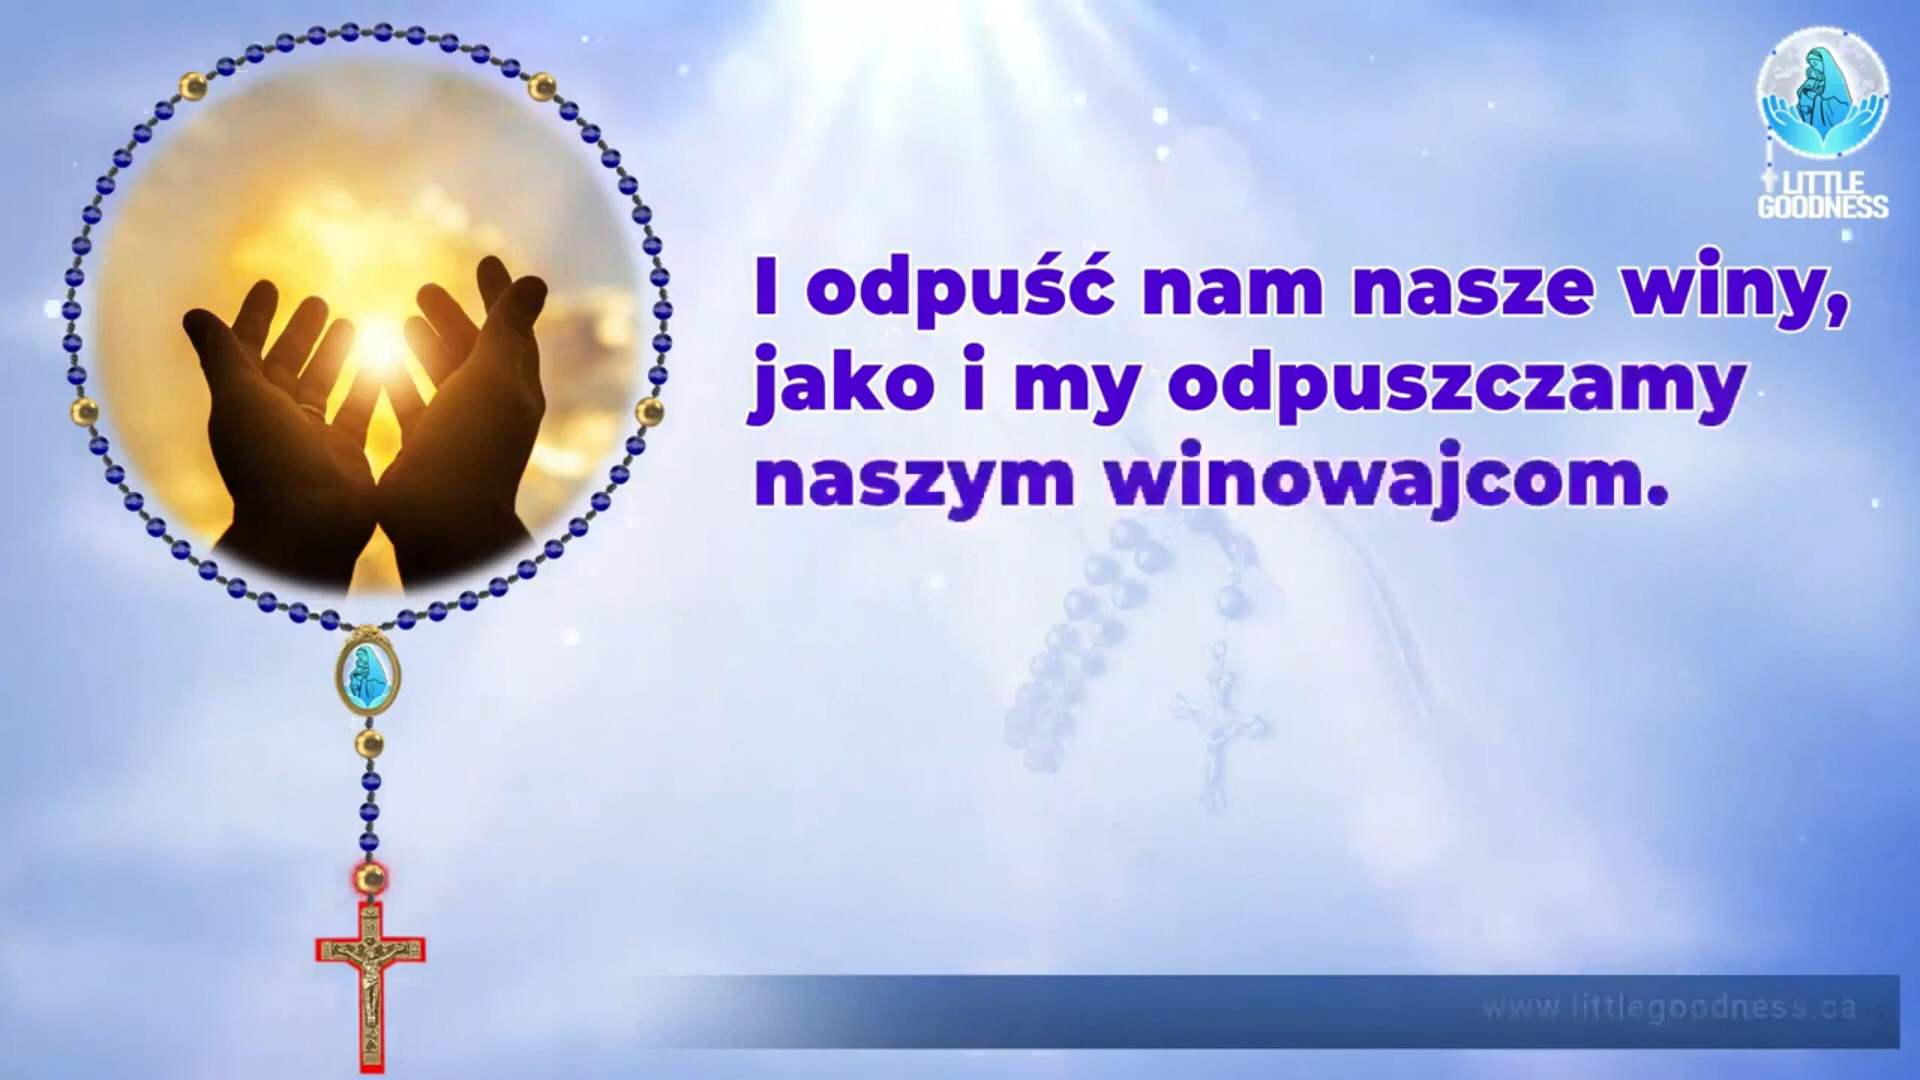 LITTLE
GOODNESS
I odpuść nam nasze winy,
jako i my odpuszczamy
naszym winowajcom.
www.littlegoodness.ca